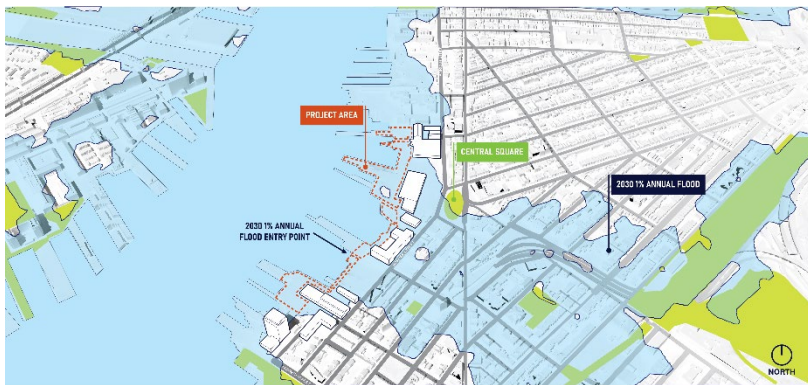 PROJECT AREA
CENTRAL SQUARE
2030 1% ANNUAL FLOOD
2030 1% ANNUAL
FLOOD ENTRY POINT
NORTH